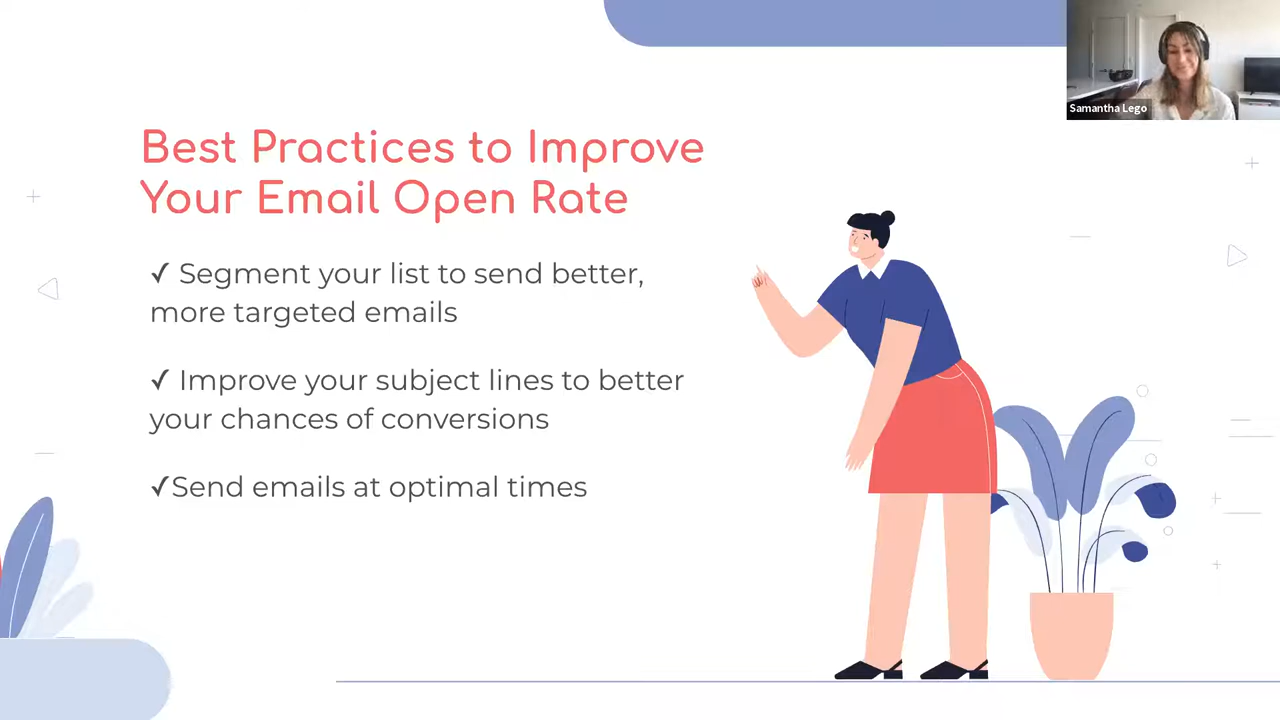 Samantha Lego
Best Practices to Improve
Your Email Open Rate
✓ Segment your list to send better,
more targeted emails
✓ Improve your subject lines to better
your chances of conversions
✓Send emails at optimal times